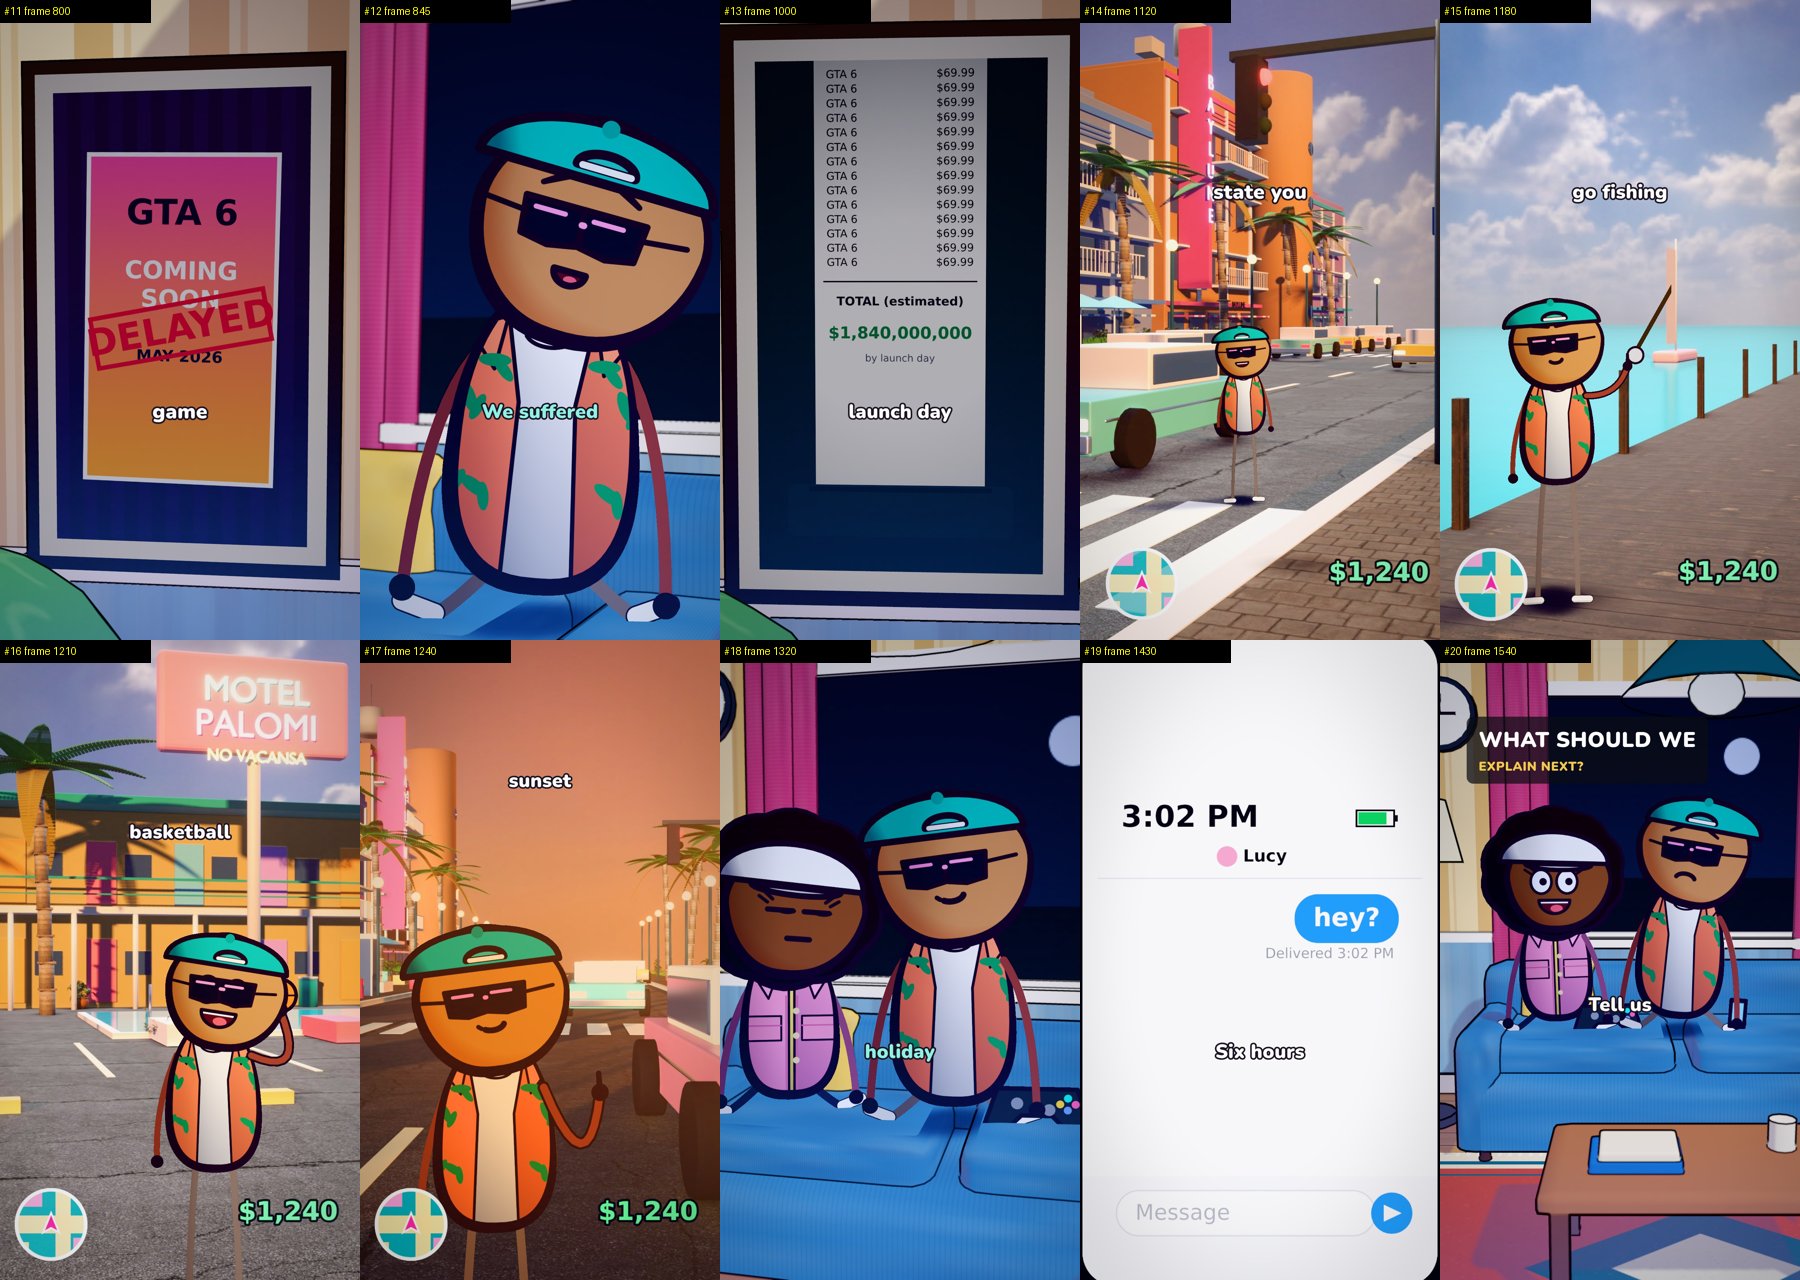 #11 frame 800
GTA 6
COMING
SOON
DELAYED
MAY 2026
game
#12 frame 845
We suffered
#13 frame 1000
GTA 6 $69.99
GTA 6 $69.99
GTA 6 $69.99
GTA 6 $69.99
GTA 6 $69.99
GTA 6 $69.99
GTA 6 $69.99
GTA 6 $69.99
GTA 6 $69.99
GTA 6 $69.99
GTA 6 $69.99
GTA 6 $69.99
GTA 6 $69.99
GTA 6 $69.99
TOTAL (estimated)
$1,840,000,000
by launch day
launch day
#14 frame 1120
state you
$1,240
#15 frame 1180
go fishing
$1,240
#16 frame 1210
MOTEL
PALOMI
NO VACANSA
basketball
$1,240
#17 frame 1240
sunset
$1,240
#18 frame 1320
holiday
#19 frame 1430
3:02 PM
Lucy
hey?
Delivered 3:02 PM
Six hours
Message
#20 frame 1540
WHAT SHOULD WE
EXPLAIN NEXT?
Tell us